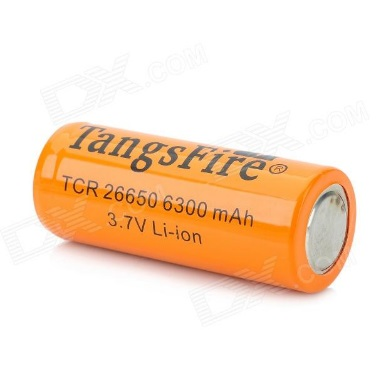 TangsFire®
TCR 26650 6300 mAh
3.7V Li-ion
DX.COM